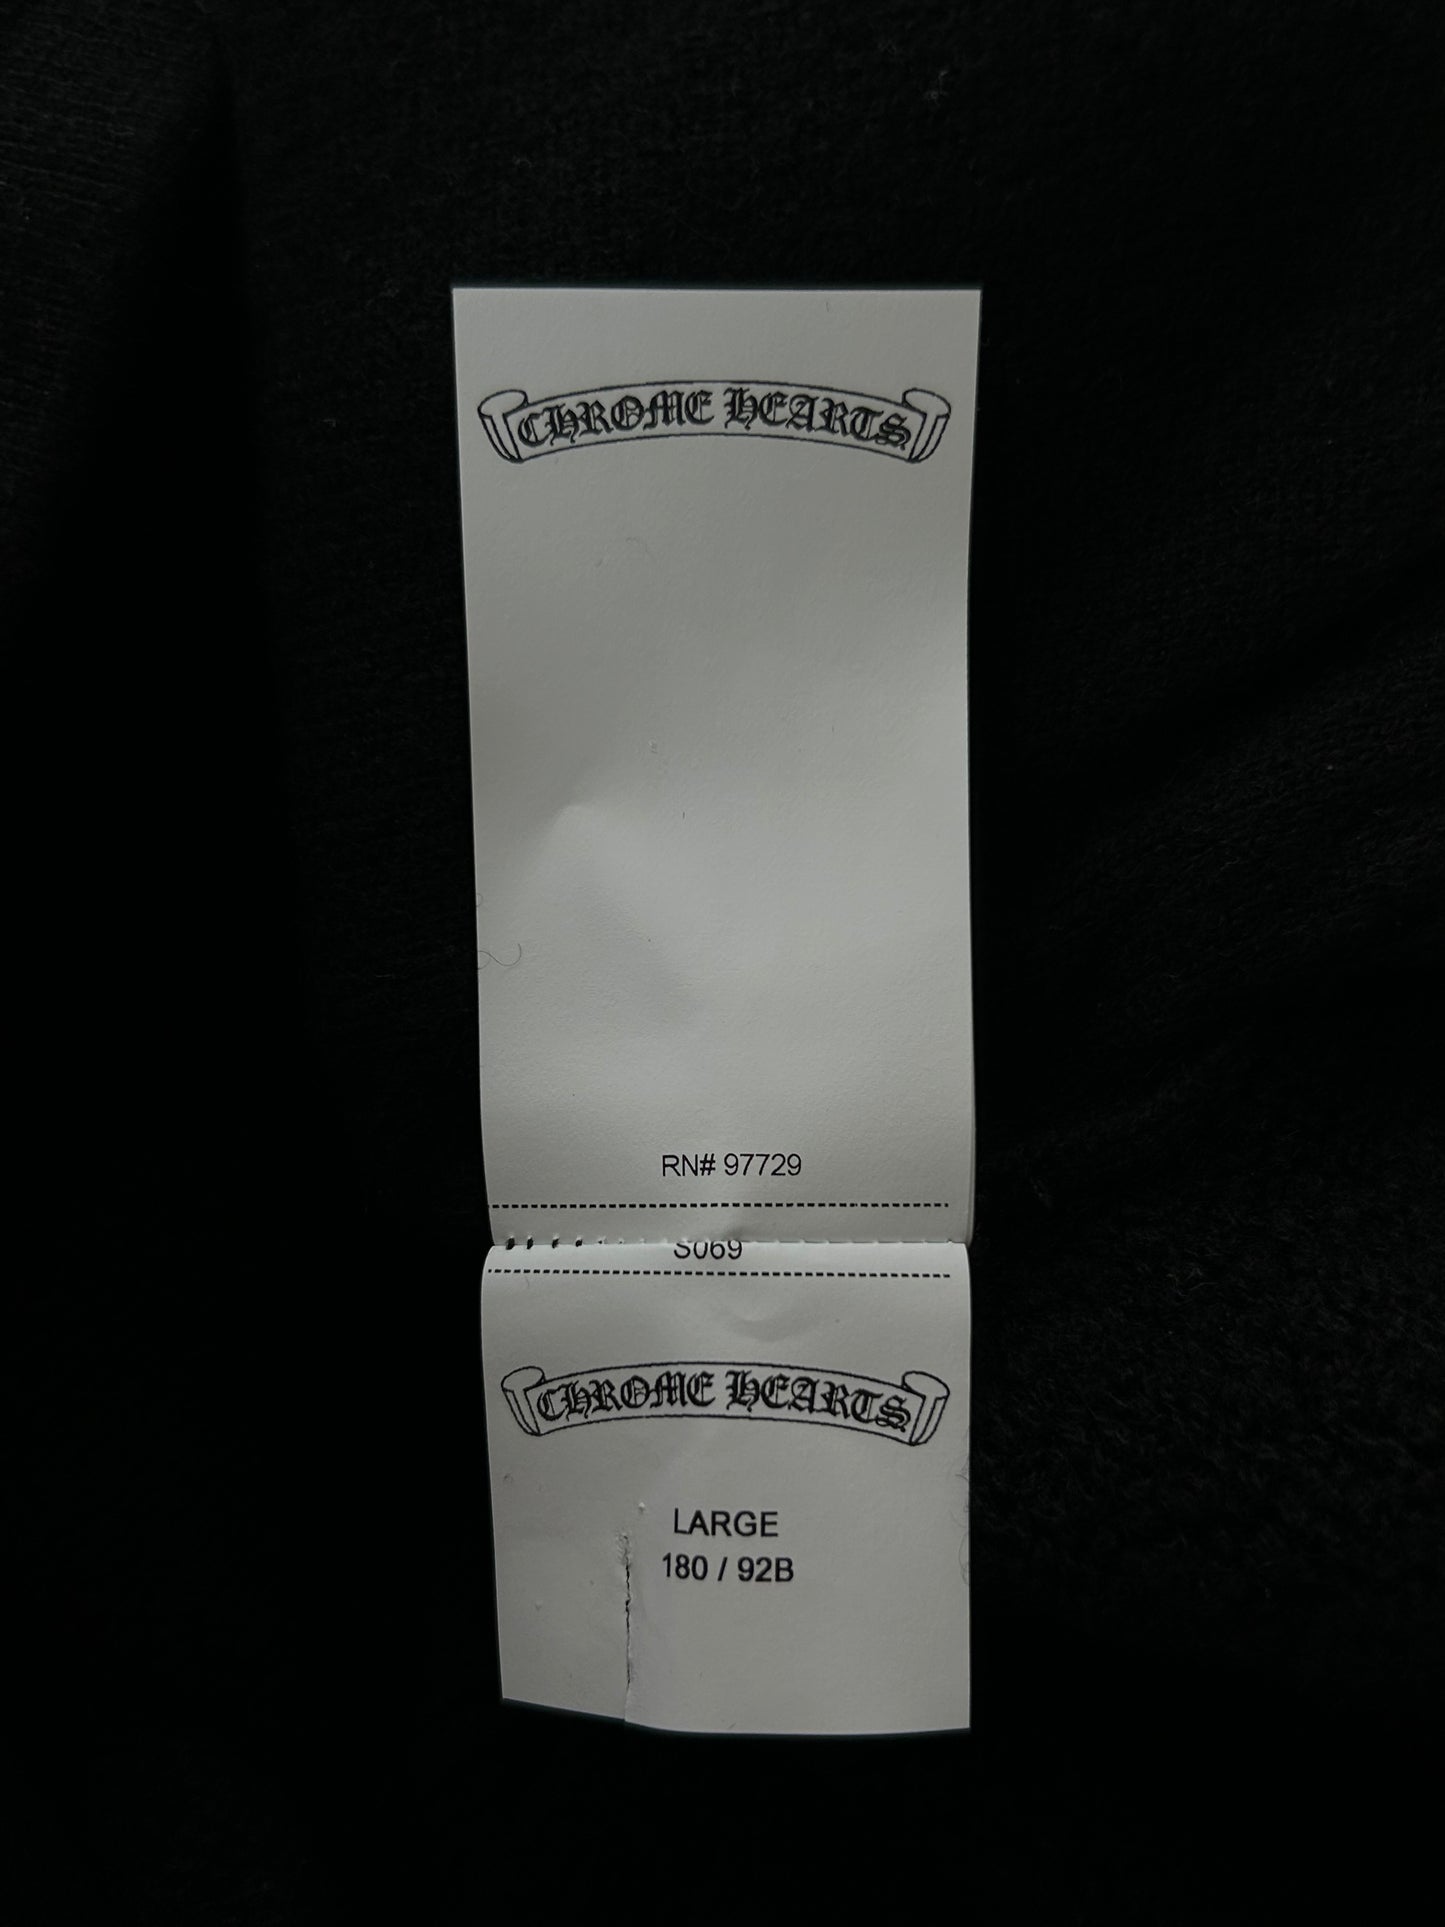 CHROME HEARTS
RN# 97729
S069
CHROME HEARTS
LARGE
180 / 92B